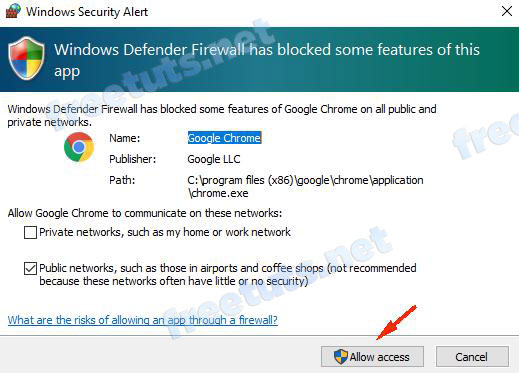 Windows Security Alert
Windows Defender Firewall has blocked some features of this
app
Windows Defender Firewall has blocked some features of Google Chrome on all public and
private networks.
Name: Google Chrome
Publisher: Google LLC
Path: C:\program files (x86)\google\chrome\application
\chrome.exe
Allow Google Chrome to communicate on these networks:
Private networks, such as my home or work network
Public networks, such as those in airports and coffee shops (not recommended
because these networks often have little or no security)
What are the risks of allowing an app through a firewall?
Allow access Cancel
freetuts.net
freetuts.net
freetuts.net